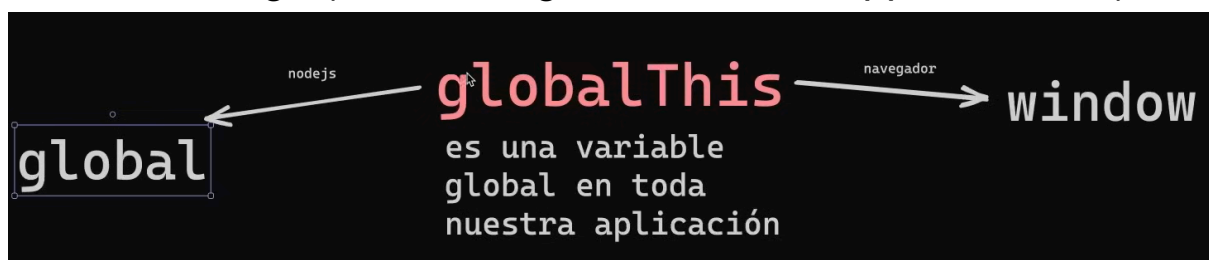 nodejs
globalThis
navegador
window
global
es una variable
global en toda
nuestra aplicación